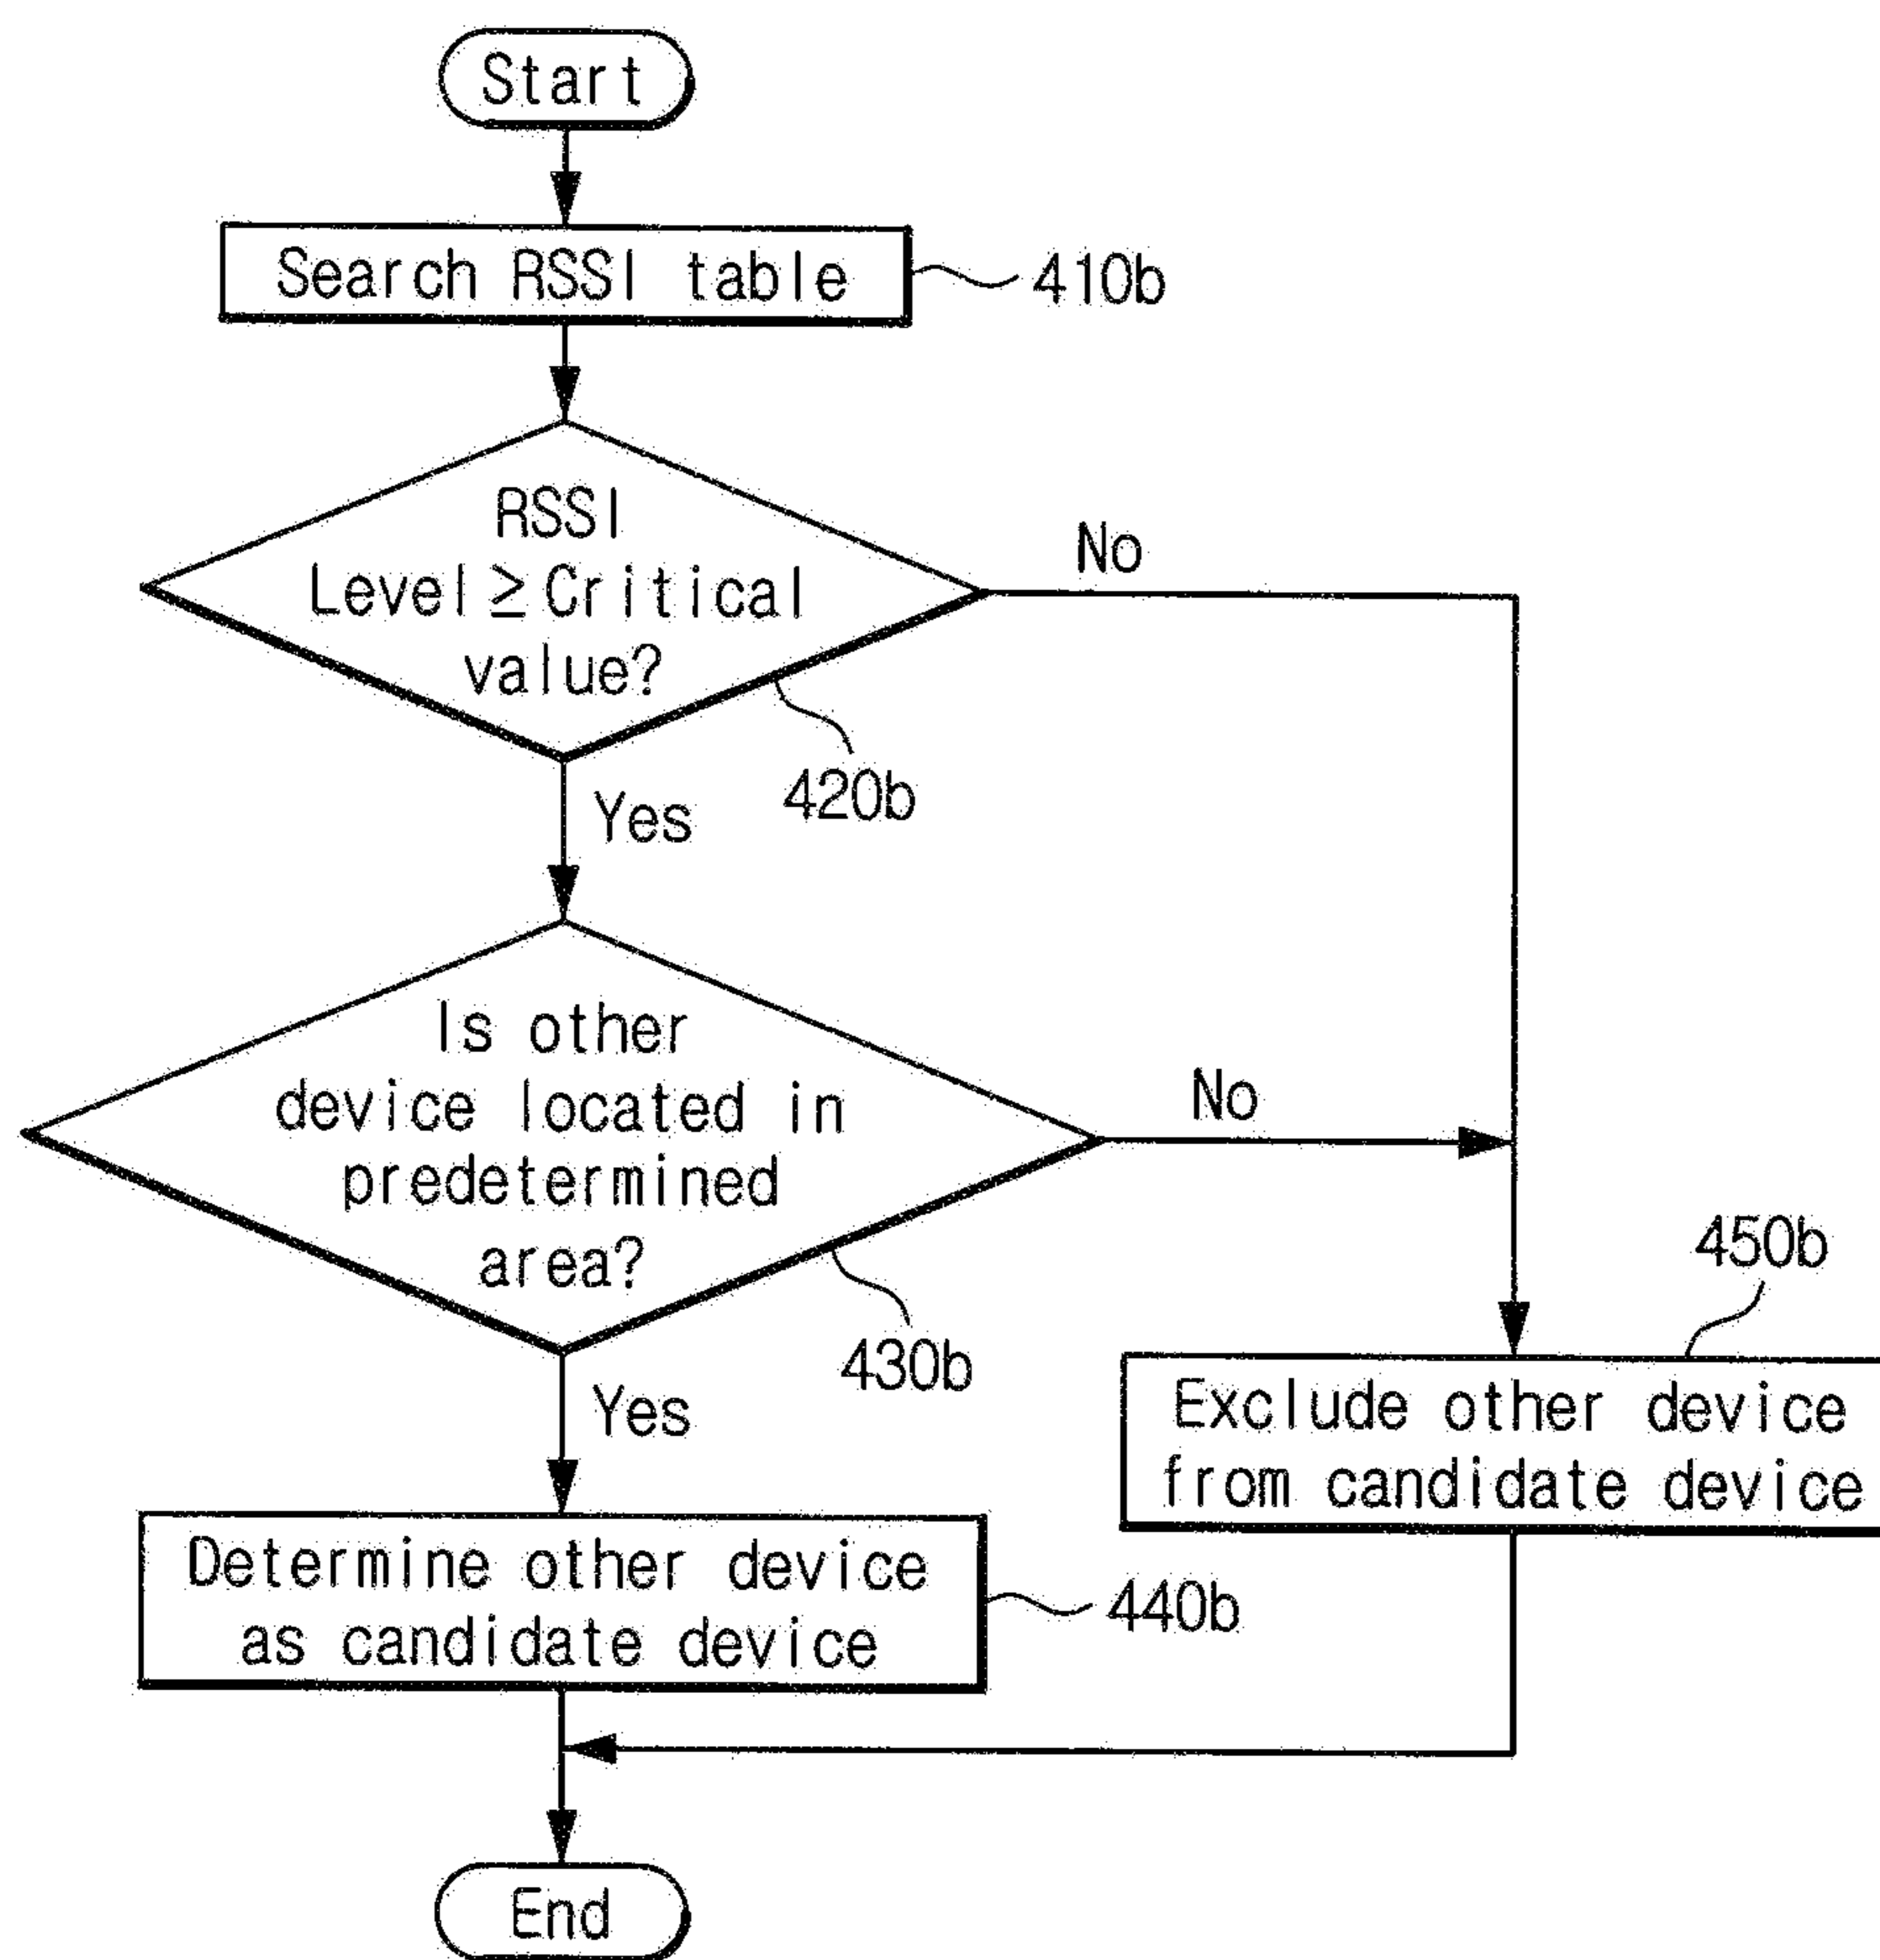 Start
Search RSSI table
410b
RSSI
Level ≥ Critical
value?
No
420b
Yes
Is other
device located in
predetermined
area?
No
430b
Yes
450b
Exclude other device
from candidate device
Determine other device
as candidate device
440b
End